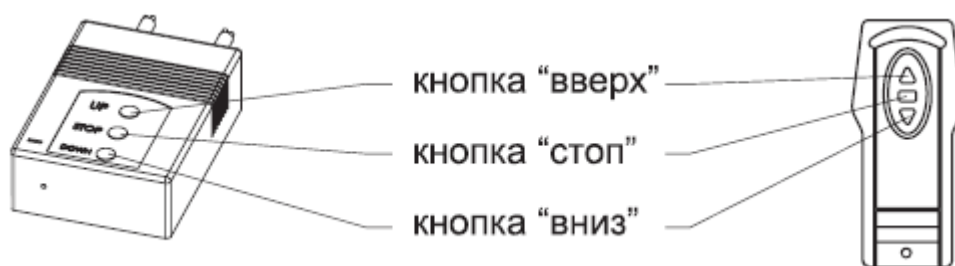 UP
кнопка “вверх”
STOP
кнопка “стоп”
DOWN
кнопка “вниз”